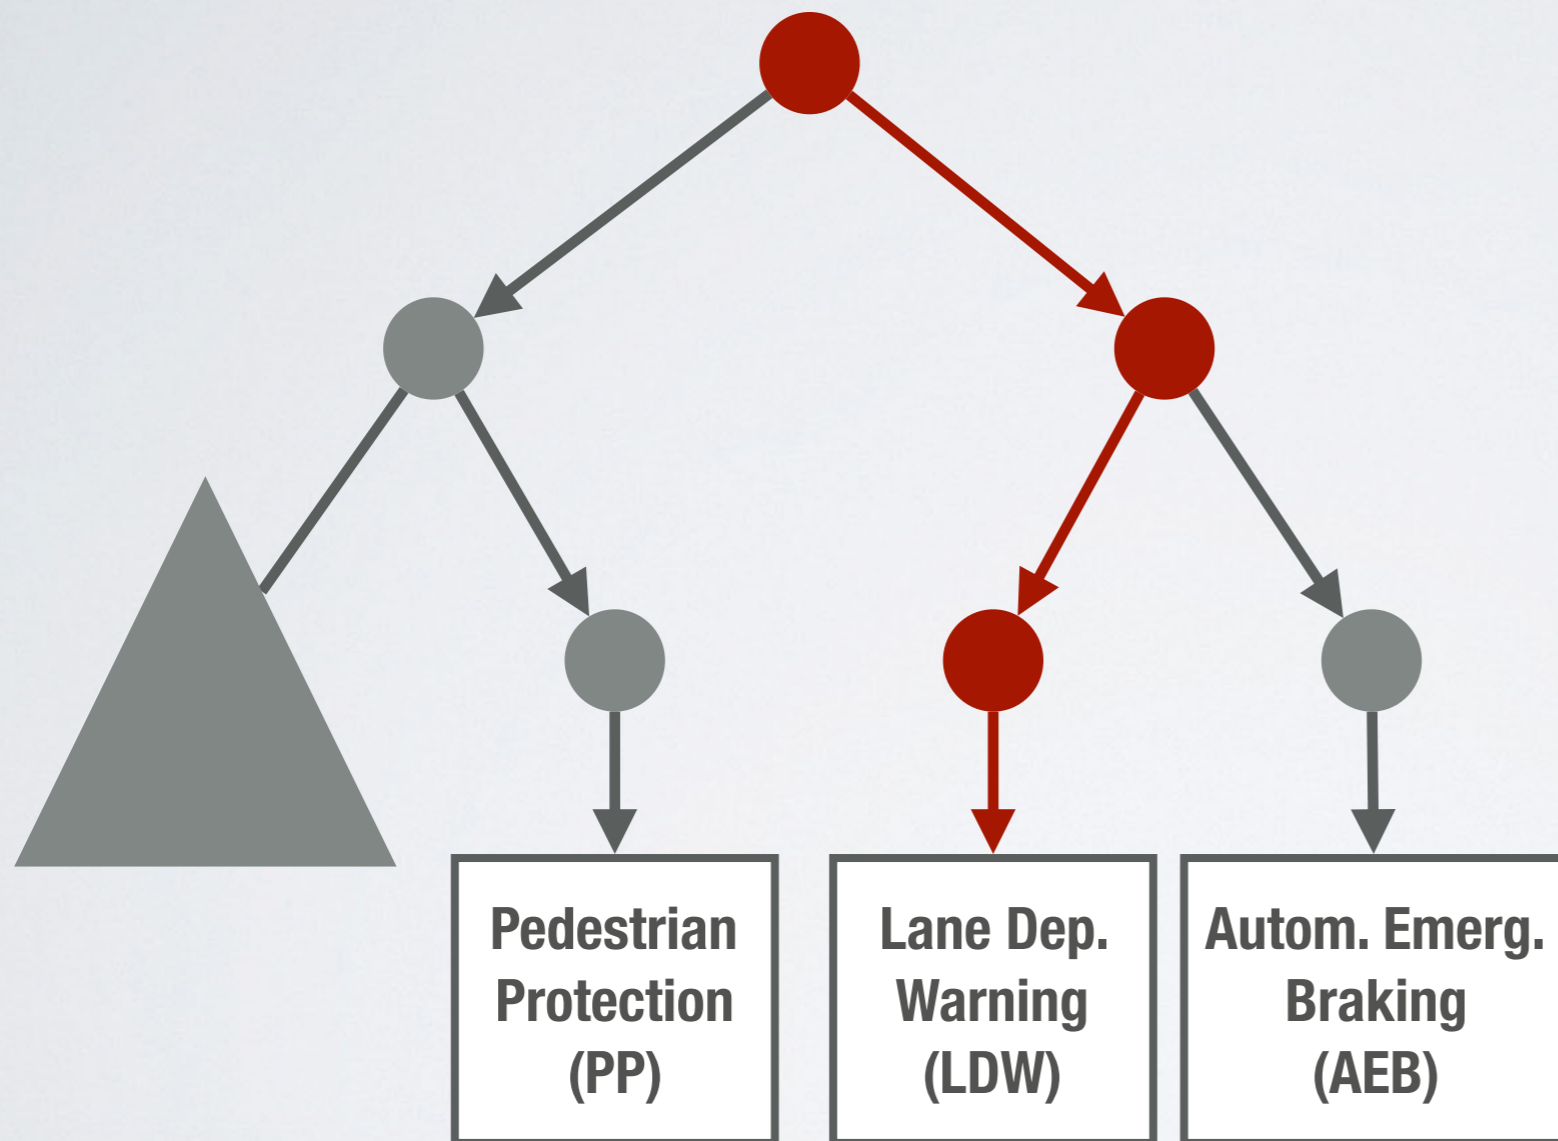 Pedestrian
Protection
(PP)
Lane Dep.
Warning
(LDW)
Autom. Emerg.
Braking
(AEB)